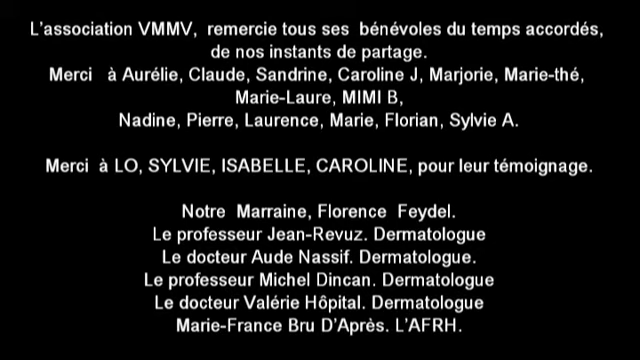 L'association VMMV, remercie tous ses bénévoles du temps accordés,
de nos instants de partage.
Merci à Aurélie, Claude, Sandrine, Caroline J, Marjorie, Marie-thé,
Marie-Laure, MIMI B,
Nadine, Pierre, Laurence, Marie, Florian, Sylvie A.
Merci à LO, SYLVIE, ISABELLE, CAROLINE, pour leur témoignage.
Notre Marraine, Florence Feydel.
Le professeur Jean-Revuz. Dermatologue
Le docteur Aude Nassif. Dermatologue.
Le professeur Michel Dincan. Dermatologue
Le docteur Valérie Hôpital. Dermatologue
Marie-France Bru D'Après. L'AFRH.